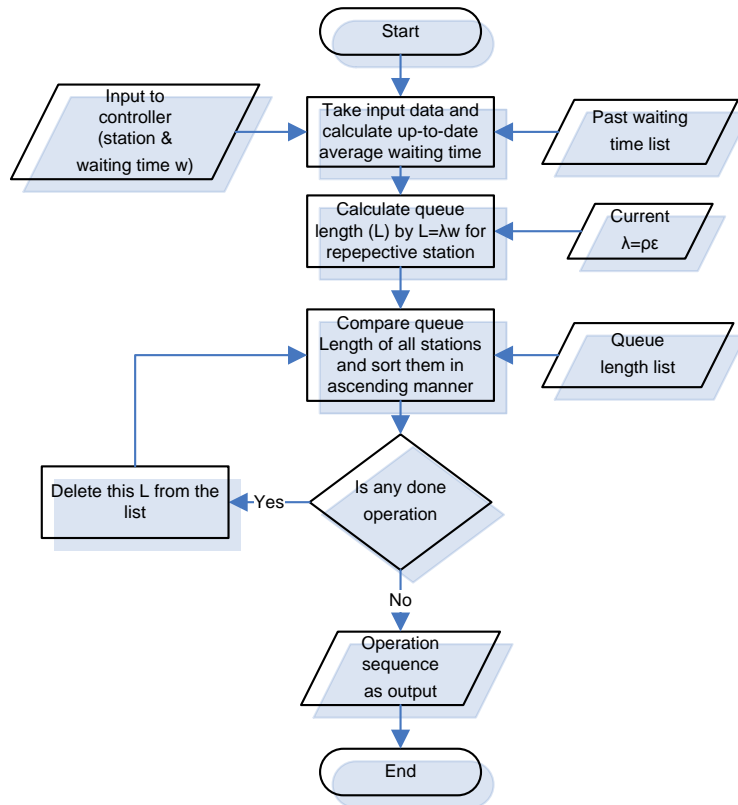 Start
Input to
controller
(station &
waiting time w)
Take input data and
calculate up-to-date
average waiting time
Past waiting
time list
Calculate queue
length (L) by L=λw for
repepective station
Current
λ=ρε
Compare queue
Length of all stations
and sort them in
ascending manner
Queue
length list
Delete this L from the
list
Yes
Is any done
operation
No
Operation
sequence
as output
End